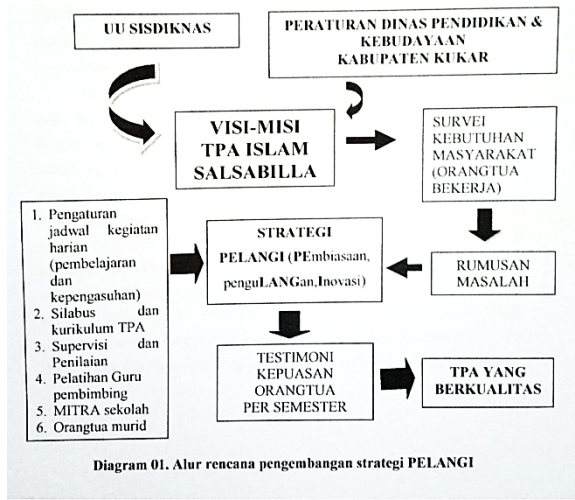 UU SISDIKNAS
PERATURAN DINAS PENDIDIKAN &
KEBUDAYAAN
KABUPATEN KUKAR
VISI-MISI
TPA ISLAM
SALSABILLA
SURVEI
KEBUTUHAN
MASYARAKAT
(ORANGTUA
BEKERJA)
1. Pengaturan
jadwal kegiatan
harian
(pembelajaran
dan
kepengasuhan)
2. Silabus dan
kurikulum TPA
3. Supervisi dan
Penilaian
4. Pelatihan Guru
pembimbing
5. MITRA sekolah
6. Orangtua murid
STRATEGI
PELANGI (PEmbiasaan,
penguLANGan,Inovasi)
RUMUSAN
MASALAH
TESTIMONI
KEPUASAN
ORANGTUA
PER SEMESTER
TPA YANG
BERKUALITAS
Diagram 01. Alur rencana pengembangan strategi PELANGI